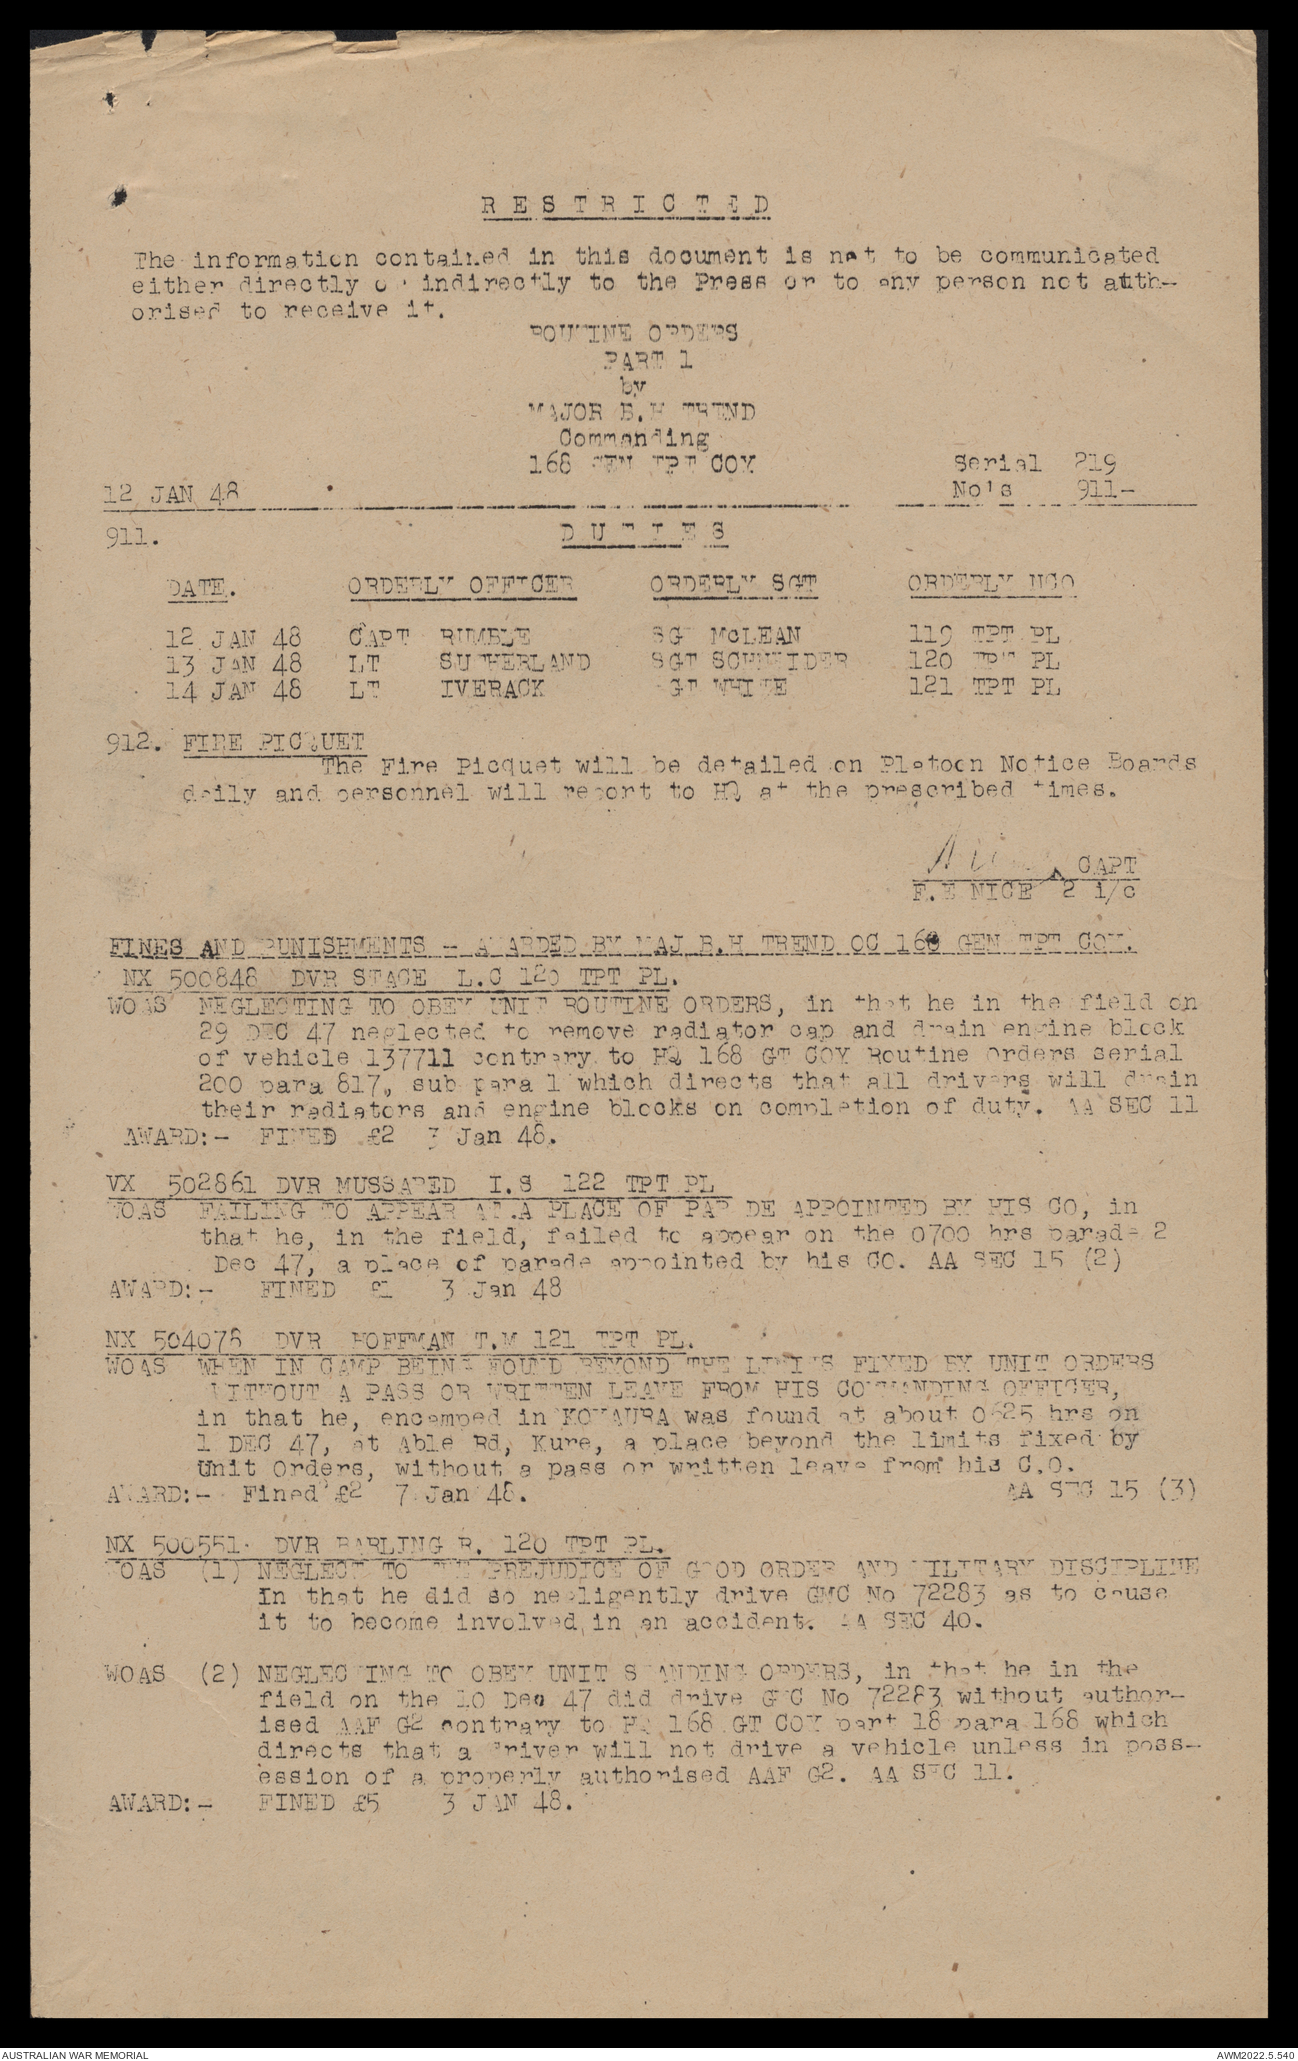 RESTRICTED
The information contained in this document is not to be communicated
either directly or indirectly to the Press or to any person not auth-
orised to receive it.
ROUTINE ORDERS
PART 1
by
MAJOR B.H TREND
Commanding
168 GEN TPT COY
Serial 219
12 JAN 48
No's 911-
911.
DUTIES
DATE. ORDERLY OFFICER ORDERLY SGT ORDERLY NCO
12 JAN 48 CAPT RUMBLE SGT McLEAN 119 TPT PL
13 JAN 48 LT SUTHERLAND SGT SCHNEIDER 120 TPT PL
14 JAN 48 LT IVERACK SGT WHITE 121 TPT PL
912. FIRE PICQUET
The Fire Picquet will be detailed on Platoon Notice Boards
daily and personnel will report to HQ at the prescribed times.
CAPT
F.E NICE 2 i/c
FINES AND PUNISHMENTS - AWARDED BY MAJ B.H TREND OC 168 GEN TPT COY.
NX 500848 DVR STACE L.C 120 TPT PL.
WOAS NEGLECTING TO OBEY UNIT ROUTINE ORDERS, in that he in the field on
29 DEC 47 neglected to remove radiator cap and drain engine block
of vehicle 137711 contrary to HQ 168 GT COY Routine Orders serial
200 para 817, sub para 1 which directs that all drivers will drain
their radiators and engine blocks on completion of duty. AA SEC 11
AWARD:- FINED £2 3 Jan 48.
VX 502861 DVR MUSSARED I.S 122 TPT PL
WOAS FAILING TO APPEAR AT A PLACE OF PARADE APPOINTED BY HIS CO, in
that he, in the field, failed to appear on the 0700 hrs parade 2
Dec 47, a place of parade appointed by his CO. AA SEC 15 (2)
AWARD:- FINED £1 3 Jan 48
NX 504078 DVR HOFFMAN T.M 121 TPT PL.
WOAS WHEN IN CAMP BEING FOUND BEYOND THE LIMITS FIXED BY UNIT ORDERS
WITHOUT A PASS OR WRITTEN LEAVE FROM HIS COMMANDING OFFICER,
in that he, encamped in KOYAURA was found at about 0625 hrs on
1 DEC 47, at Able Rd, Kure, a place beyond the limits fixed by
Unit Orders, without a pass or written leave from his C.O.
AWARD:- Fined £2 7 Jan 48. AA SEC 15 (3)
NX 500551 DVR BARLING R. 120 TPT PL.
WOAS (1) NEGLECT TO THE PREJUDICE OF GOOD ORDER AND MILITARY DISCIPLINE
In that he did so negligently drive GMC No 72283 as to cause
it to become involved in an accident. AA SEC 40.
WOAS (2) NEGLECTING TO OBEY UNIT STANDING ORDERS, in that he in the
field on the 10 Dec 47 did drive GMC No 72283 without author-
ised AAF G2 contrary to HQ 168 GT COY part 18 para 168 which
directs that a driver will not drive a vehicle unless in poss-
ession of a properly authorised AAF G2. AA SEC 11.
AWARD:- FINED £5 3 JAN 48.
AUSTRALIAN WAR MEMORIAL
AWM2022.5.540